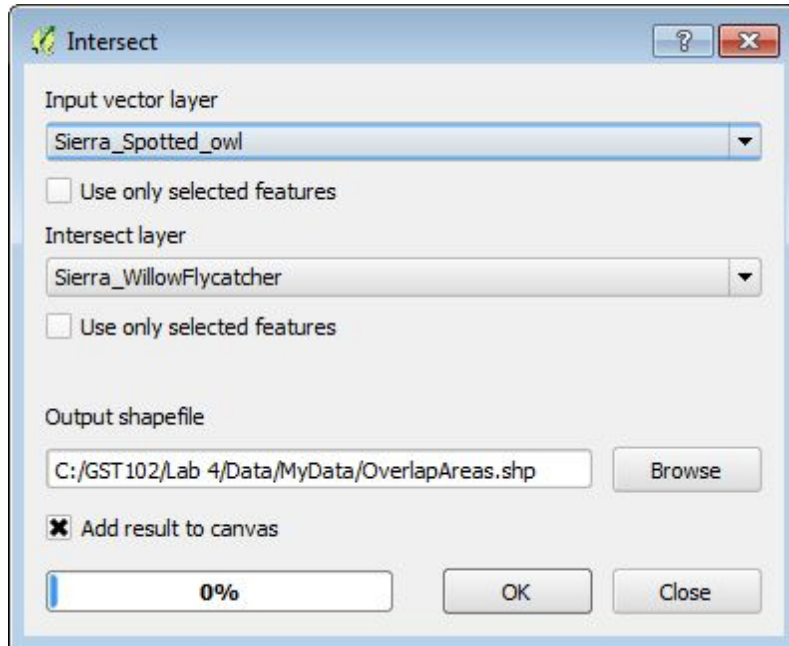 Intersect
Input vector layer
Sierra_Spotted_owl
Use only selected features
Intersect layer
Sierra_WillowFlycatcher
Use only selected features
Output shapefile
C:/GST102/Lab 4/Data/MyData/OverlapAreas.shp
Browse
Add result to canvas
0%
OK
Close